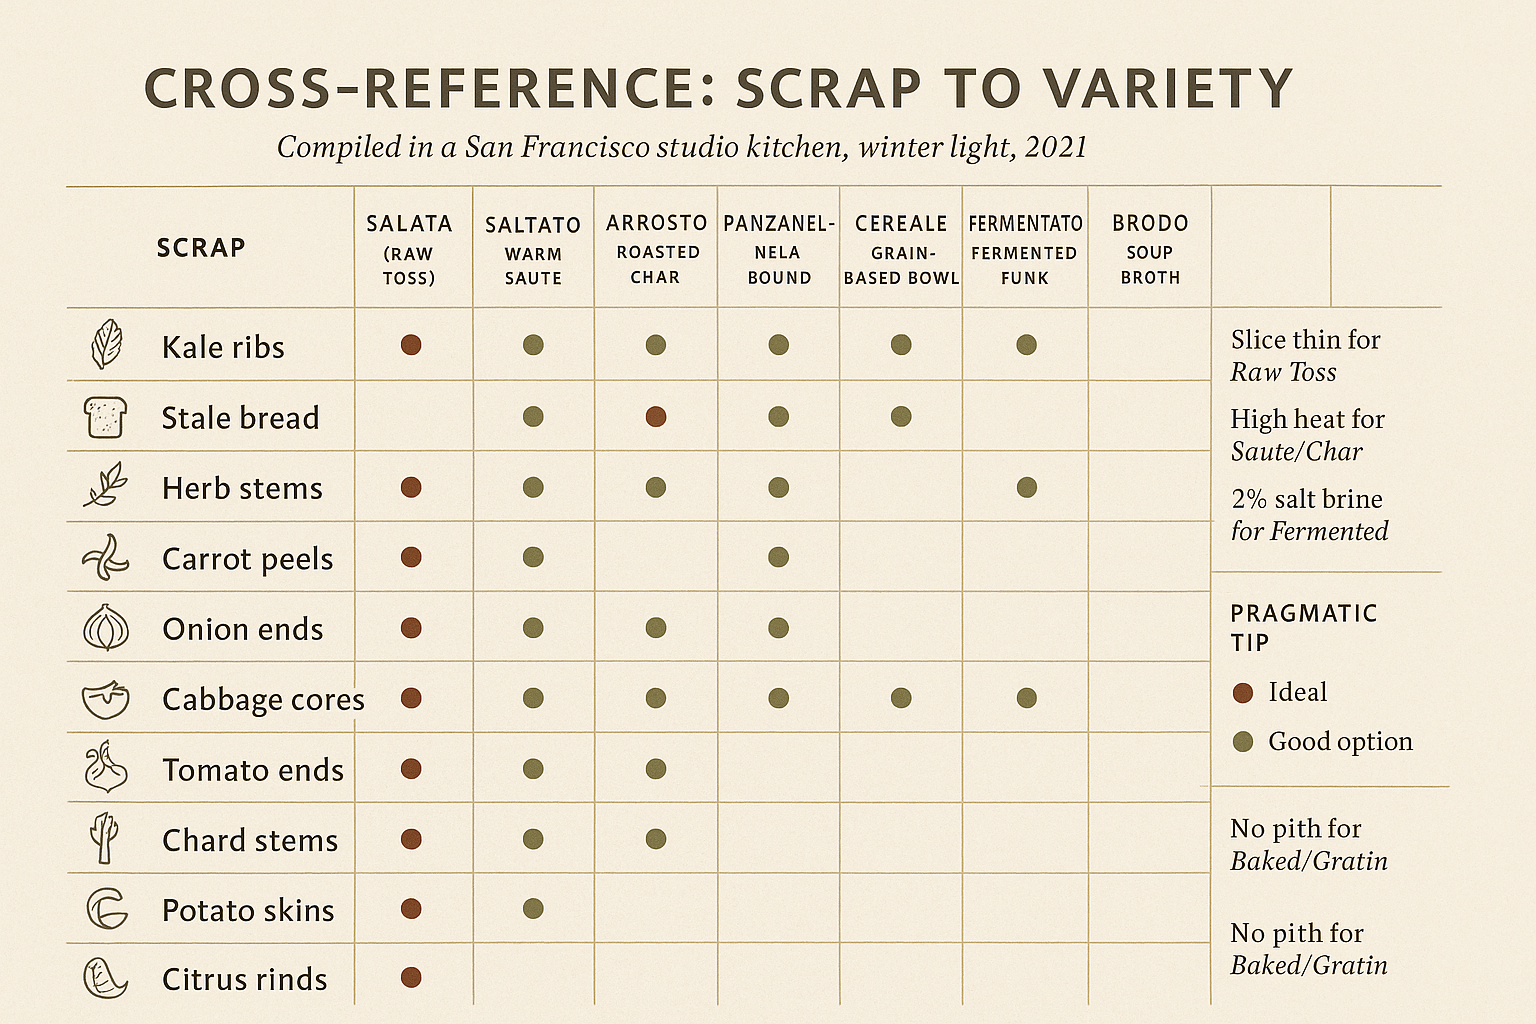 CROSS-REFERENCE: SCRAP TO VARIETY
Compiled in a San Francisco studio kitchen, winter light, 2021
SCRAP
SALATA
(RAW
TOSS)
SALTATO
WARM
SAUTE
ARROSTO
ROASTED
CHAR
PANZANEL-
NELA
BOUND
CEREALE
GRAIN-
BASED BOWL
FERMENTATO
FERMENTED
FUNK
BRODO
SOUP
BROTH
Kale ribs
Stale bread
Herb stems
Carrot peels
Onion ends
Cabbage cores
Tomato ends
Chard stems
Potato skins
Citrus rinds
Slice thin for
Raw Toss
High heat for
Saute/Char
2% salt brine
for Fermented
PRAGMATIC
TIP
Ideal
Good option
No pith for
Baked/Gratin
No pith for
Baked/Gratin